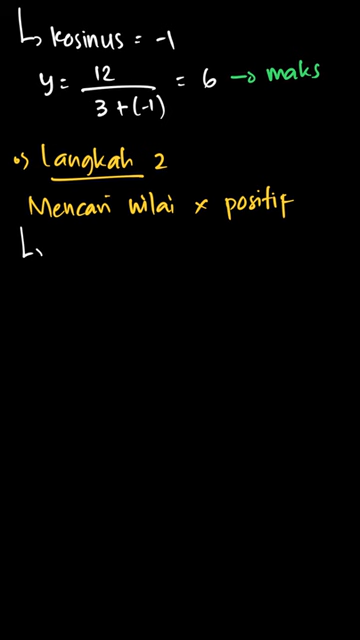 ↳ kosinus = -1
y = 12 / 3 + (-1) = 6 → maks
•) Langkah 2
Mencari nilai x positif
↳